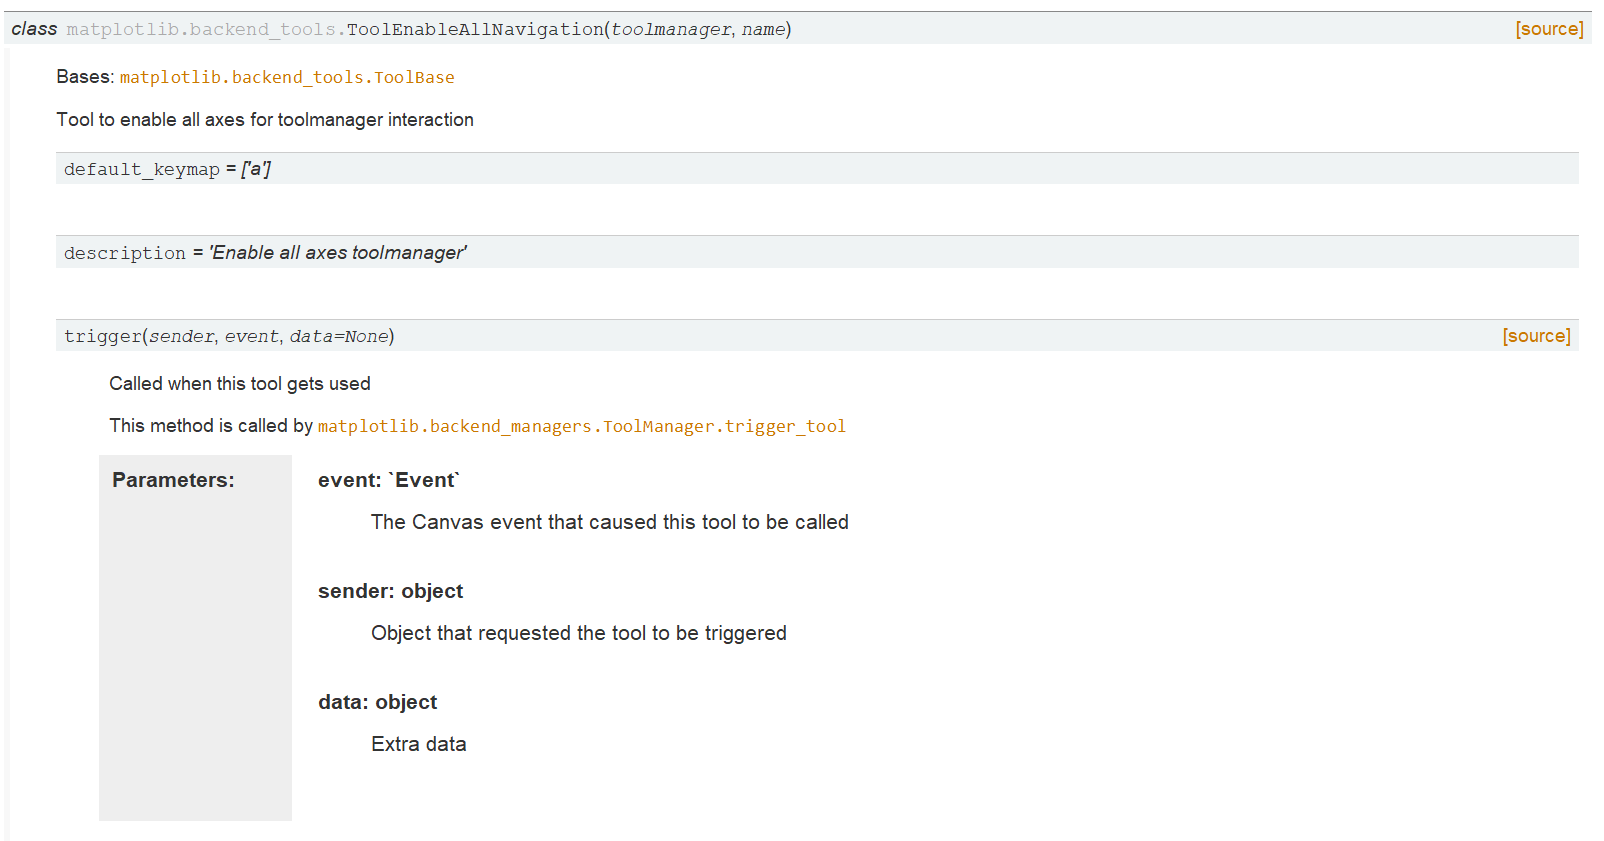 class matplotlib.backend_tools.ToolEnableAllNavigation(toolmanager, name) [source]
Bases: matplotlib.backend_tools.ToolBase
Tool to enable all axes for toolmanager interaction
default_keymap = ['a']
description = 'Enable all axes toolmanager'
trigger(sender, event, data=None) [source]
Called when this tool gets used
This method is called by matplotlib.backend_managers.ToolManager.trigger_tool
Parameters: event: `Event`
The Canvas event that caused this tool to be called
sender: object
Object that requested the tool to be triggered
data: object
Extra data